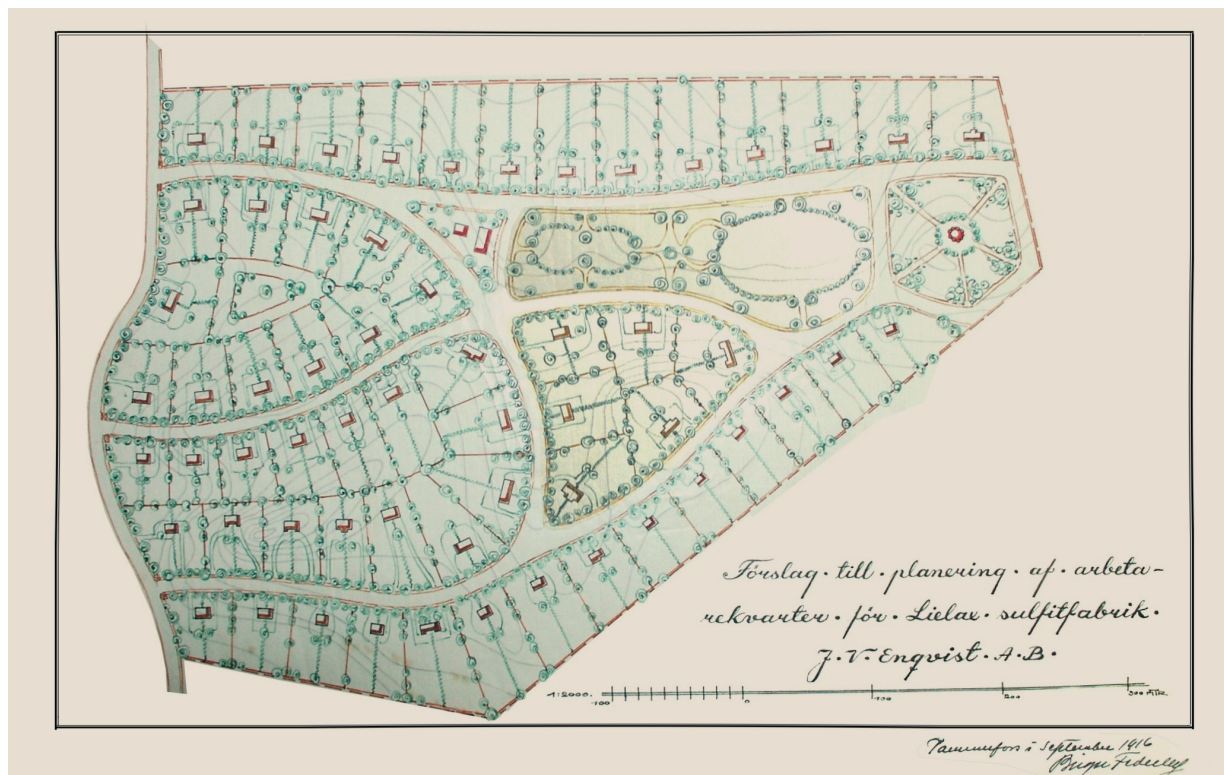 Förslag · till · planering · af · arbeta-
rekvarter · för · Lielax · sulfitfabrik ·
J · V · Enqvist · A · B ·
1:2000.
100 0 100 200 300 Mtr.
Tammerfors i September 1916
Birger Federley